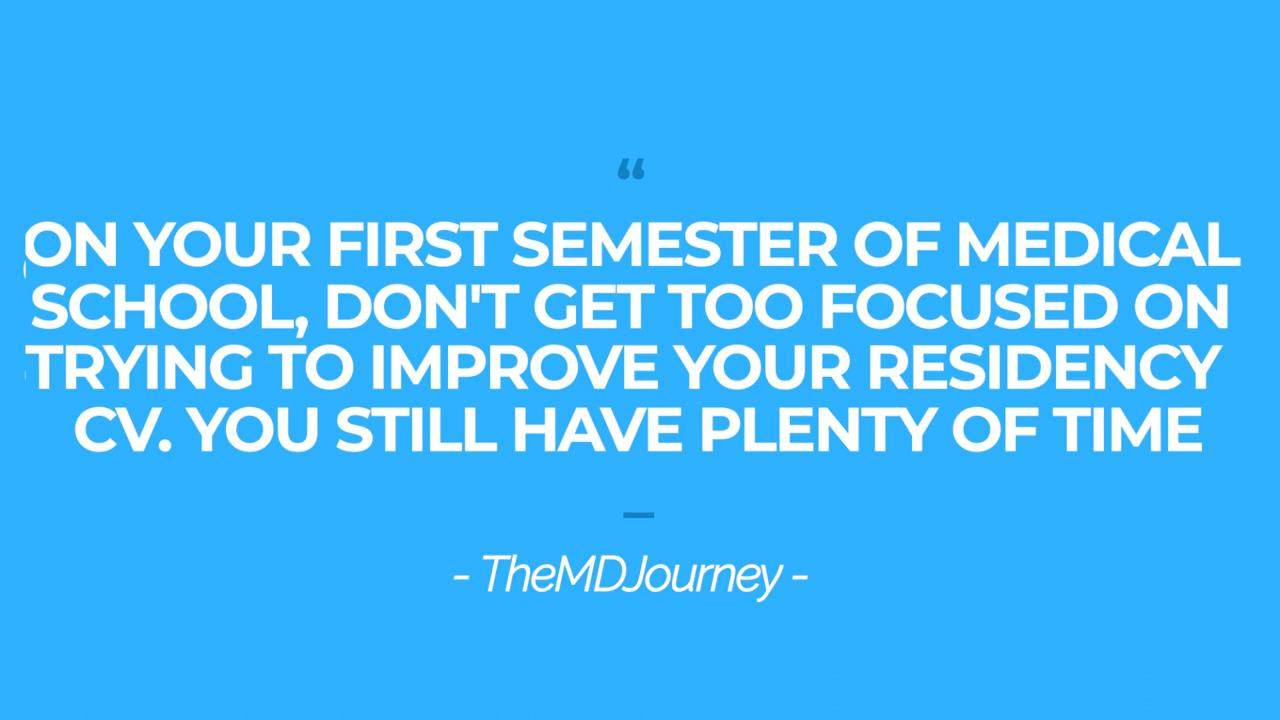 “
ON YOUR FIRST SEMESTER OF MEDICAL
SCHOOL, DON'T GET TOO FOCUSED ON
TRYING TO IMPROVE YOUR RESIDENCY
CV. YOU STILL HAVE PLENTY OF TIME
- TheMDJourney -